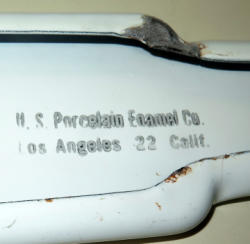 U. S. Porcelain Enamel Co.
Los Angeles 22 Calif.